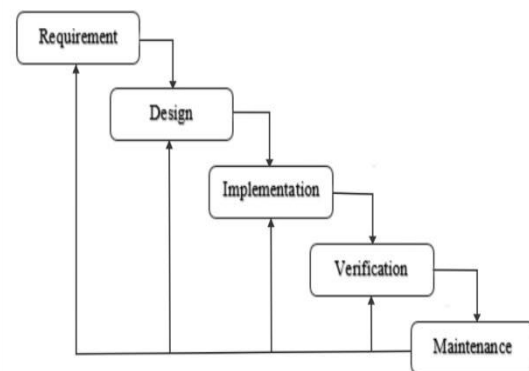 Requirement
Design
Implementation
Verification
Maintenance